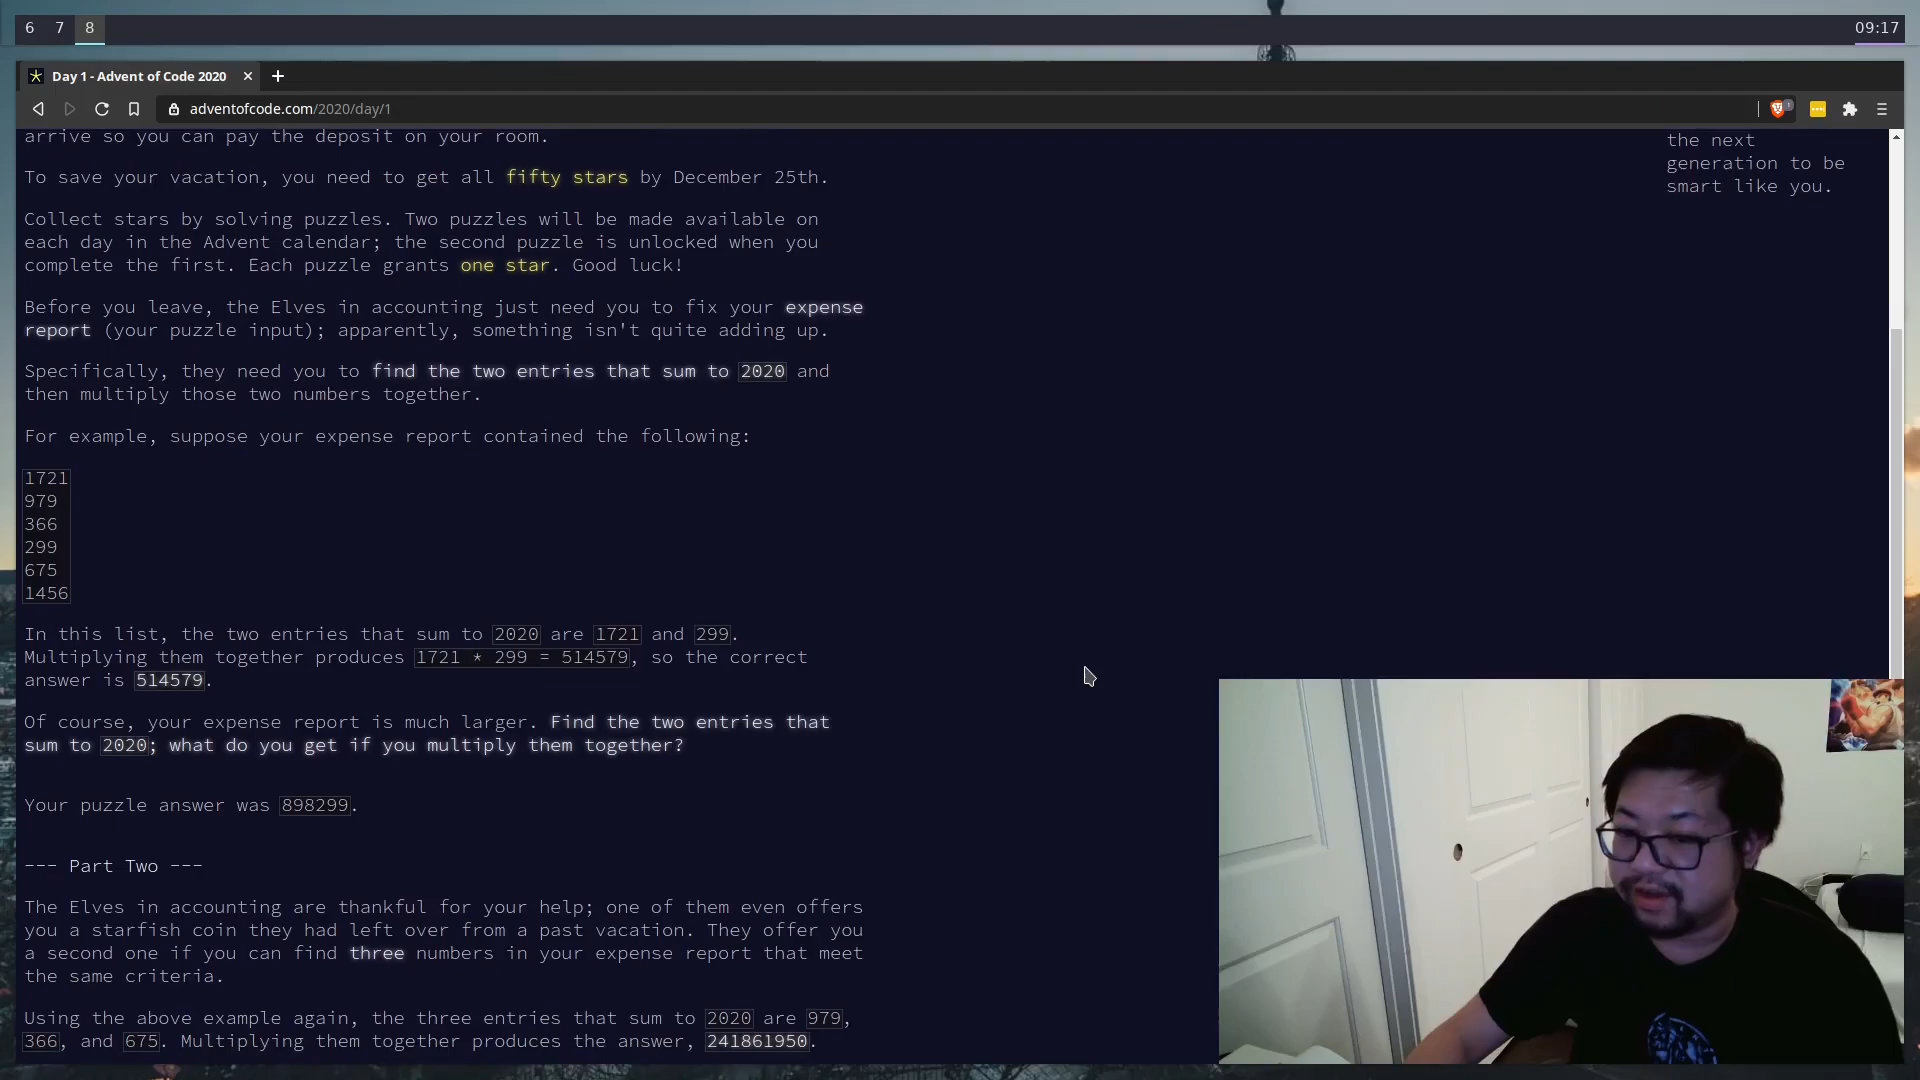 6 7 8
09:17
Day 1 - Advent of Code 2020
adventofcode.com/2020/day/1
arrive so you can pay the deposit on your room.
To save your vacation, you need to get all fifty stars by December 25th.
Collect stars by solving puzzles. Two puzzles will be made available on
each day in the Advent calendar; the second puzzle is unlocked when you
complete the first. Each puzzle grants one star. Good luck!
Before you leave, the Elves in accounting just need you to fix your expense
report (your puzzle input); apparently, something isn't quite adding up.
Specifically, they need you to find the two entries that sum to 2020 and
then multiply those two numbers together.
For example, suppose your expense report contained the following:
1721
979
366
299
675
1456
In this list, the two entries that sum to 2020 are 1721 and 299.
Multiplying them together produces 1721 * 299 = 514579, so the correct
answer is 514579.
Of course, your expense report is much larger. Find the two entries that
sum to 2020; what do you get if you multiply them together?
Your puzzle answer was 898299.
--- Part Two ---
The Elves in accounting are thankful for your help; one of them even offers
you a starfish coin they had left over from a past vacation. They offer you
a second one if you can find three numbers in your expense report that meet
the same criteria.
Using the above example again, the three entries that sum to 2020 are 979,
366, and 675. Multiplying them together produces the answer, 241861950.
the next
generation to be
smart like you.